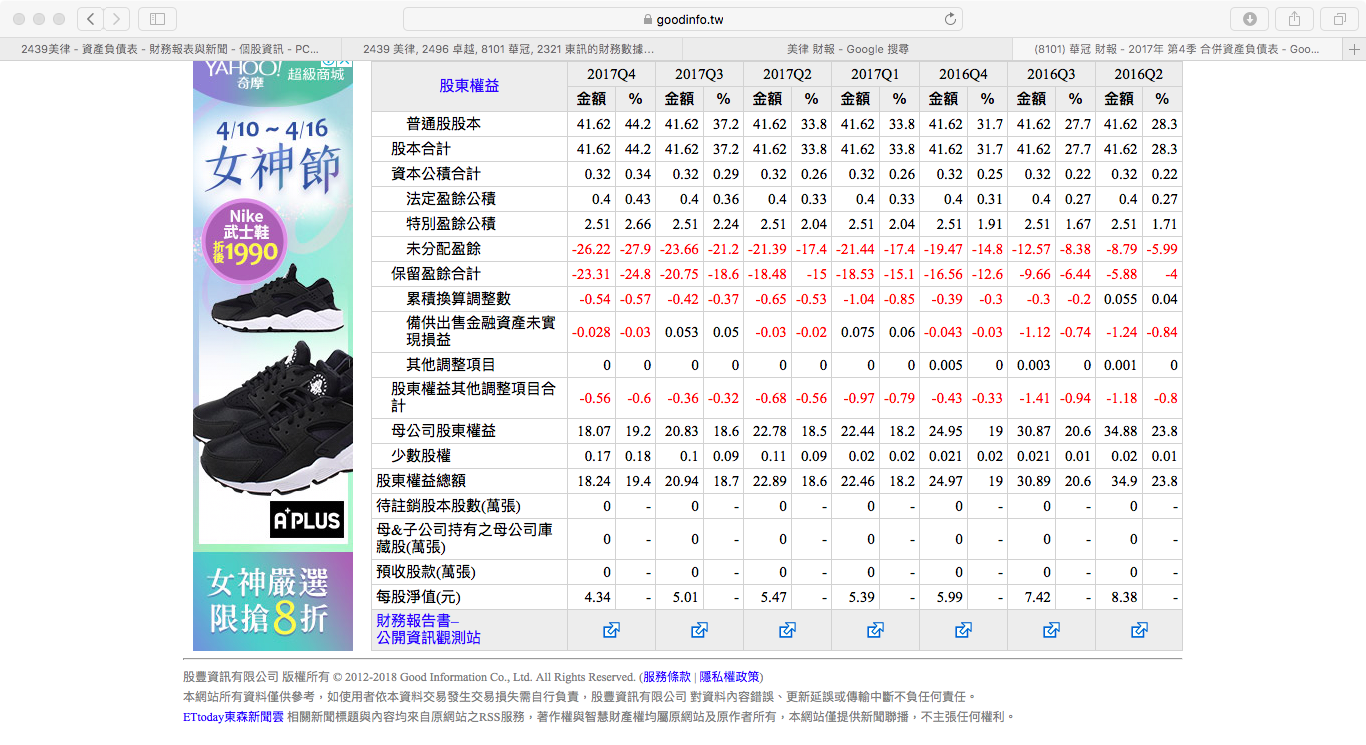 goodinfo.tw
2439美律 - 資產負債表 - 財務報表與新聞 - 個股資訊 - PC...
2439 美律, 2496 卓越, 8101 華冠, 2321 東訊的財務數據...
美律 財報 - Google 搜尋
(8101) 華冠 財報 - 2017年 第4季 合併資產負債表 - Goo...
YAHOO!
奇摩
超級商城
4/10 ~ 4/16
女神節
Nike
武士鞋
折後1990
A+PLUS
女神嚴選
限搶8折
股東權益 2017Q4 2017Q3 2017Q2 2017Q1 2016Q4 2016Q3 2016Q2
金額 % 金額 % 金額 % 金額 % 金額 % 金額 % 金額 %
普通股股本 41.62 44.2 41.62 37.2 41.62 33.8 41.62 33.8 41.62 31.7 41.62 27.7 41.62 28.3
股本合計 41.62 44.2 41.62 37.2 41.62 33.8 41.62 33.8 41.62 31.7 41.62 27.7 41.62 28.3
資本公積合計 0.32 0.34 0.32 0.29 0.32 0.26 0.32 0.26 0.32 0.25 0.32 0.22 0.32 0.22
法定盈餘公積 0.4 0.43 0.4 0.36 0.4 0.33 0.4 0.33 0.4 0.31 0.4 0.27 0.4 0.27
特別盈餘公積 2.51 2.66 2.51 2.24 2.51 2.04 2.51 2.04 2.51 1.91 2.51 1.67 2.51 1.71
未分配盈餘 -26.22 -27.9 -23.66 -21.2 -21.39 -17.4 -21.44 -17.4 -19.47 -14.8 -12.57 -8.38 -8.79 -5.99
保留盈餘合計 -23.31 -24.8 -20.75 -18.6 -18.48 -15 -18.53 -15.1 -16.56 -12.6 -9.66 -6.44 -5.88 -4
累積換算調整數 -0.54 -0.57 -0.42 -0.37 -0.65 -0.53 -1.04 -0.85 -0.39 -0.3 -0.3 -0.2 0.055 0.04
備供出售金融資產未實
現損益 -0.028 -0.03 0.053 0.05 -0.03 -0.02 0.075 0.06 -0.043 -0.03 -1.12 -0.74 -1.24 -0.84
其他調整項目 0 0 0 0 0 0 0 0 0.005 0 0.003 0 0.001 0
股東權益其他調整項目合
計 -0.56 -0.6 -0.36 -0.32 -0.68 -0.56 -0.97 -0.79 -0.43 -0.33 -1.41 -0.94 -1.18 -0.8
母公司股東權益 18.07 19.2 20.83 18.6 22.78 18.5 22.44 18.2 24.95 19 30.87 20.6 34.88 23.8
少數股權 0.17 0.18 0.1 0.09 0.11 0.09 0.02 0.02 0.021 0.02 0.021 0.01 0.02 0.01
股東權益總額 18.24 19.4 20.94 18.7 22.89 18.6 22.46 18.2 24.97 19 30.89 20.6 34.9 23.8
待註銷股本股數(萬張) 0 - 0 - 0 - 0 - 0 - 0 - 0 -
母&子公司持有之母公司庫
藏股(萬張) 0 - 0 - 0 - 0 - 0 - 0 - 0 -
預收股款(萬張) 0 - 0 - 0 - 0 - 0 - 0 - 0 -
每股淨值(元) 4.34 - 5.01 - 5.47 - 5.39 - 5.99 - 7.42 - 8.38 -
財務報告書–
公開資訊觀測站
股豐資訊有限公司 版權所有 © 2012-2018 Good Information Co., Ltd. All Rights Reserved. (服務條款 | 隱私權政策)
本網站所有資料僅供參考，如使用者依本資料交易發生交易損失需自行負責，股豐資訊有限公司 對資料內容錯誤、更新延誤或傳輸中斷不負任何責任。
ETtoday東森新聞雲 相關新聞標題與內容均來自原網站之RSS服務，著作權與智慧財產權均屬原網站及原作者所有，本網站僅提供新聞聯播，不主張任何權利。